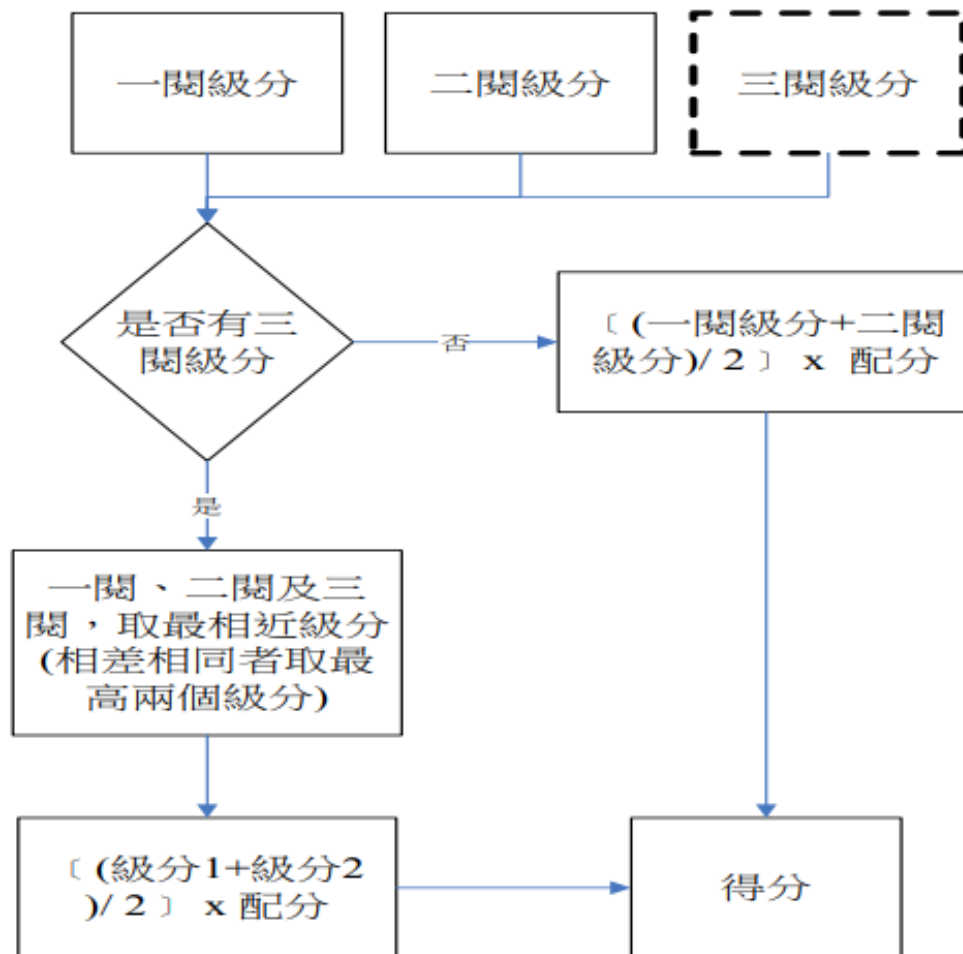 一閱級分
二閱級分
三閱級分
是否有三
閱級分
否
﹝(一閱級分+二閱
級分)/ 2 ﹞ x 配分
是
一閱、二閱及三
閱，取最相近級分
(相差相同者取最
高兩個級分)
﹝(級分1+級分2
)/ 2 ﹞ x 配分
得分